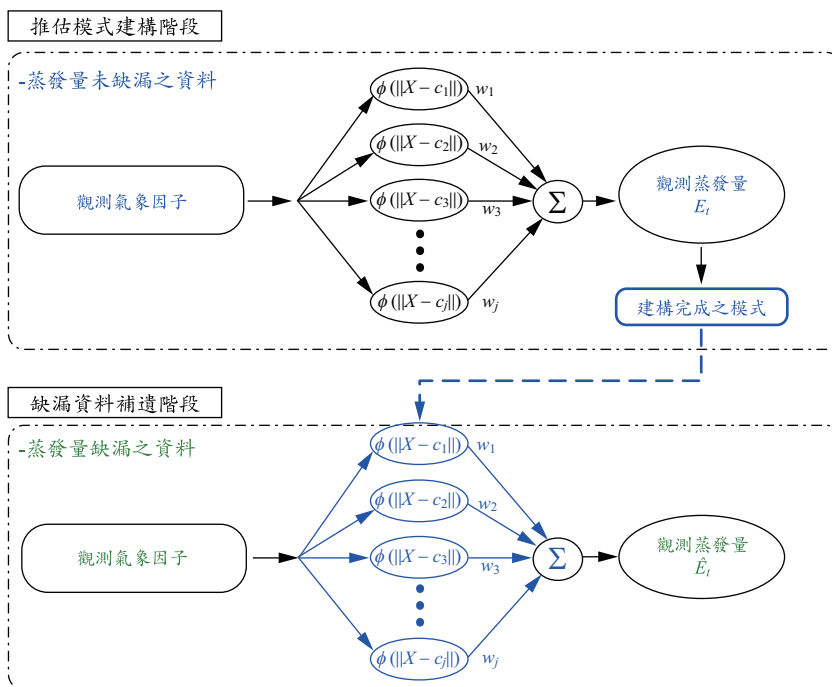 推估模式建構階段
-蒸發量未缺漏之資料
觀測氣象因子
ϕ(||X – c₁||) w₁
ϕ(||X – c₂||) w₂
ϕ(||X – c₃||) w₃
ϕ(||X – cⱼ||) wⱼ
Σ
觀測蒸發量
Eₜ
建構完成之模式
缺漏資料補遺階段
-蒸發量缺漏之資料
觀測氣象因子
ϕ(||X – c₁||) w₁
ϕ(||X – c₂||) w₂
ϕ(||X – c₃||) w₃
ϕ(||X – cⱼ||) wⱼ
Σ
觀測蒸發量
Êₜ